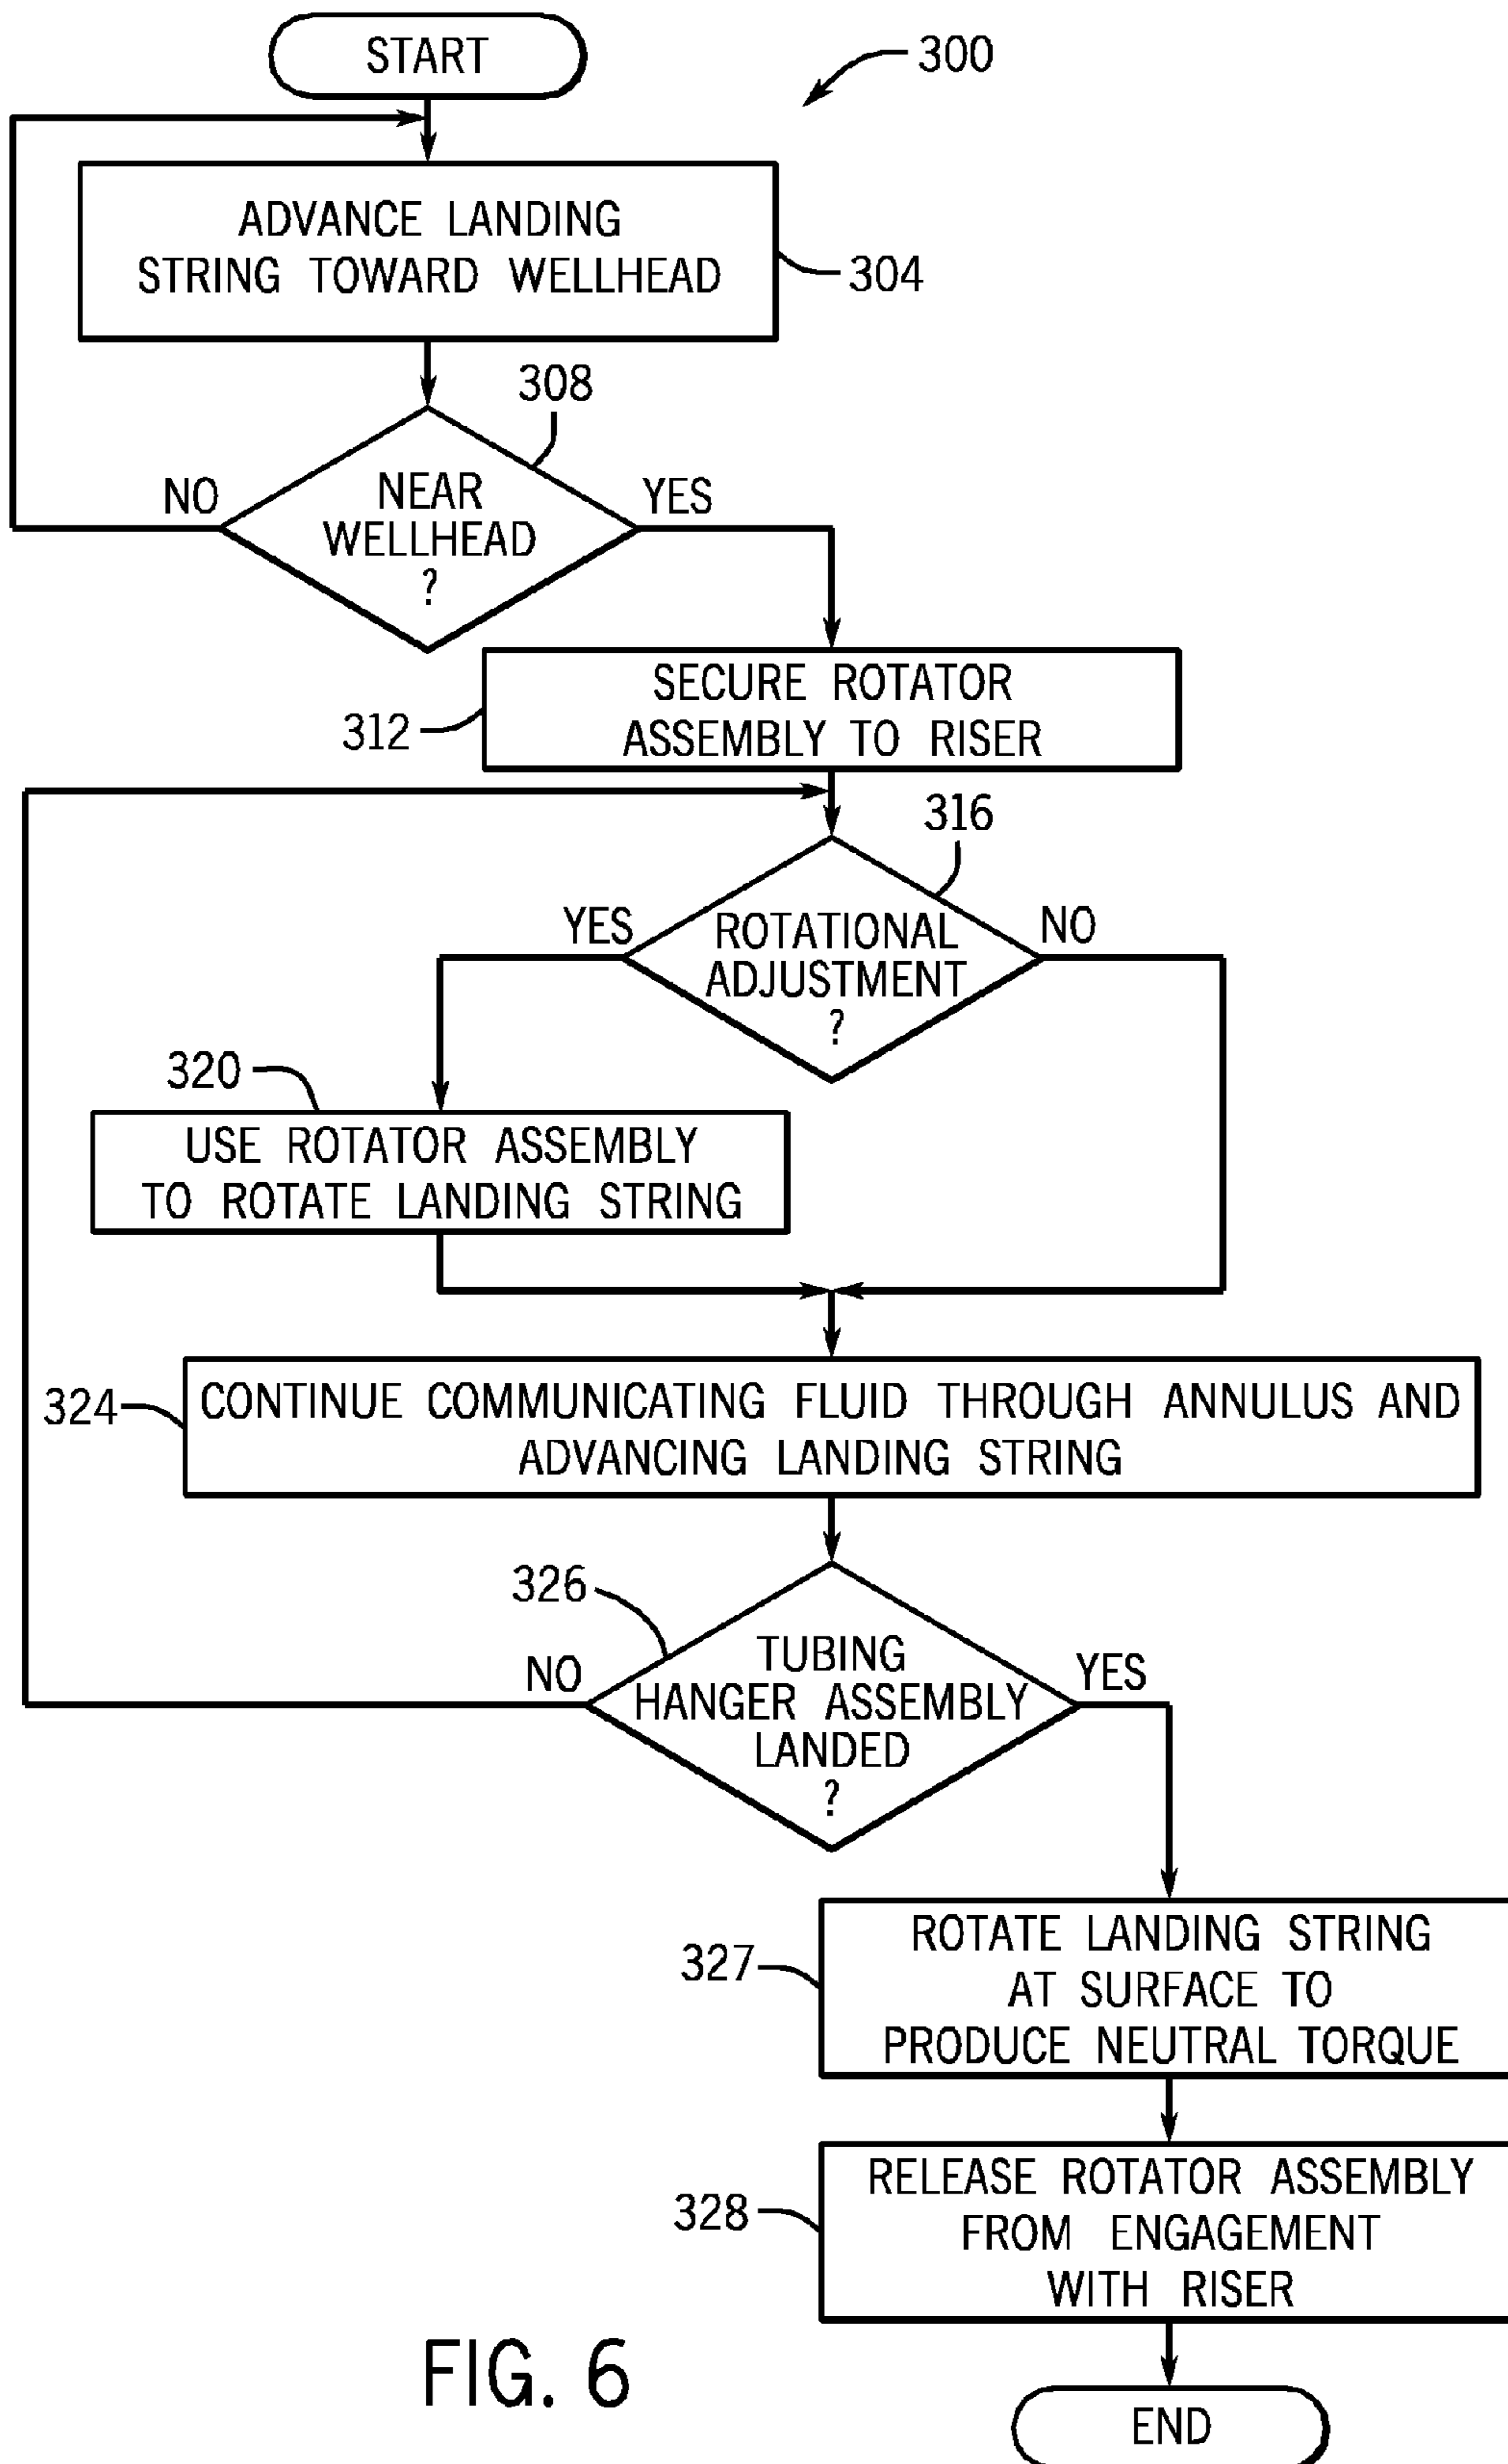 START
300
ADVANCE LANDING
STRING TOWARD WELLHEAD
304
308
NO
NEAR
WELLHEAD
?
YES
SECURE ROTATOR
ASSEMBLY TO RISER
312
316
YES
ROTATIONAL
ADJUSTMENT
?
NO
320
USE ROTATOR ASSEMBLY
TO ROTATE LANDING STRING
324
CONTINUE COMMUNICATING FLUID THROUGH ANNULUS AND
ADVANCING LANDING STRING
326
NO
TUBING
HANGER ASSEMBLY
LANDED
?
YES
327
ROTATE LANDING STRING
AT SURFACE TO
PRODUCE NEUTRAL TORQUE
328
RELEASE ROTATOR ASSEMBLY
FROM ENGAGEMENT
WITH RISER
FIG. 6
END